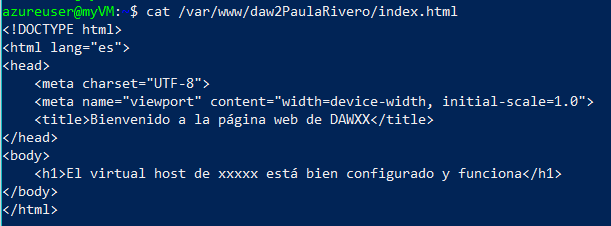 azureuser@myVM: $ cat /var/www/daw2PaulaRivero/index.html
<!DOCTYPE html>
<html lang="es">
<head>
    <meta charset="UTF-8">
    <meta name="viewport" content="width=device-width, initial-scale=1.0">
    <title>Bienvenido a la página web de DAWXX</title>
</head>
<body>
    <h1>El virtual host de xxxxx está bien configurado y funciona</h1>
</body>
</html>